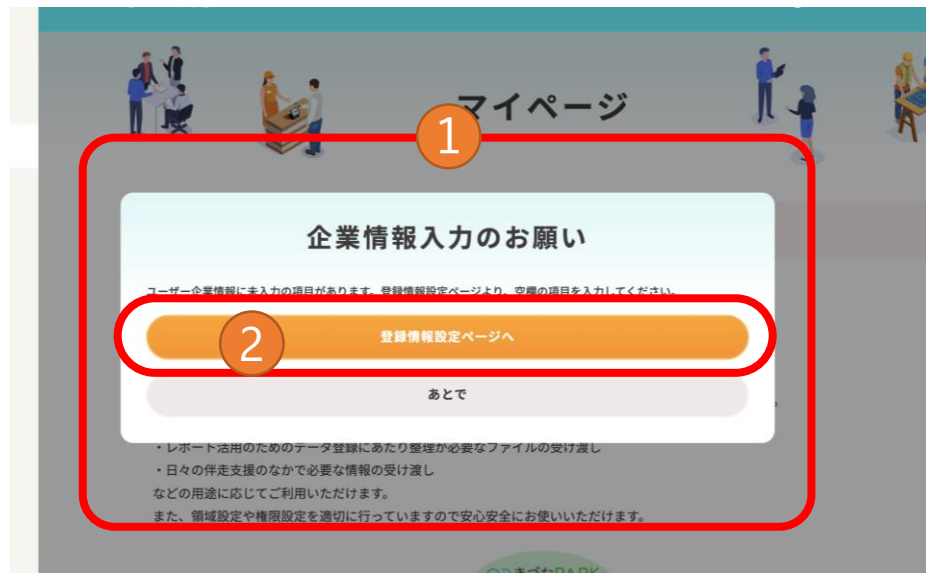 マイページ
1
企業情報入力のお願い
ユーザー企業情報に未入力の項目があります。登録情報設定ページより、空欄の項目を入力してください。
2
登録情報設定ページへ
あとで
・レポート活用のためのデータ登録にあたり整理が必要なファイルの受け渡し
・日々の伴走支援のなかで必要な情報の受け渡し
などの用途に応じてご利用いただけます。
また、領域設定や権限設定を適切に行っていますので安心安全にお使いいただけます。
きづなPARK